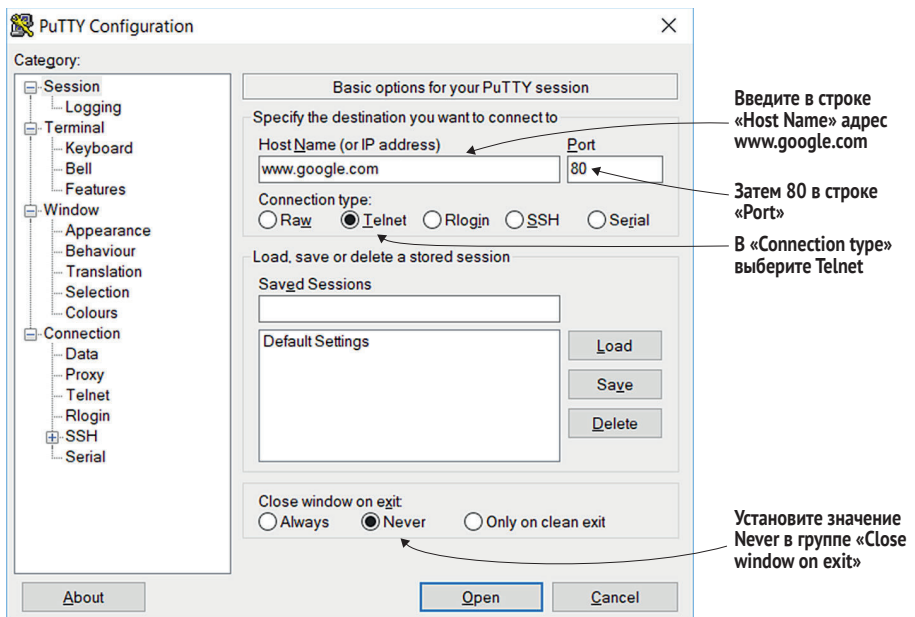 PuTTY Configuration
Category:
Session
Logging
Terminal
Keyboard
Bell
Features
Window
Appearance
Behaviour
Translation
Selection
Colours
Connection
Data
Proxy
Telnet
Rlogin
SSH
Serial
Basic options for your PuTTY session
Specify the destination you want to connect to
Host Name (or IP address) Port
www.google.com 80
Connection type:
Raw Telnet Rlogin SSH Serial
Load, save or delete a stored session
Saved Sessions
Default Settings
Load
Save
Delete
Close window on exit:
Always Never Only on clean exit
About Open Cancel
Введите в строке
«Host Name» адрес
www.google.com
Затем 80 в строке
«Port»
В «Connection type»
выберите Telnet
Установите значение
Never в группе «Close
window on exit»